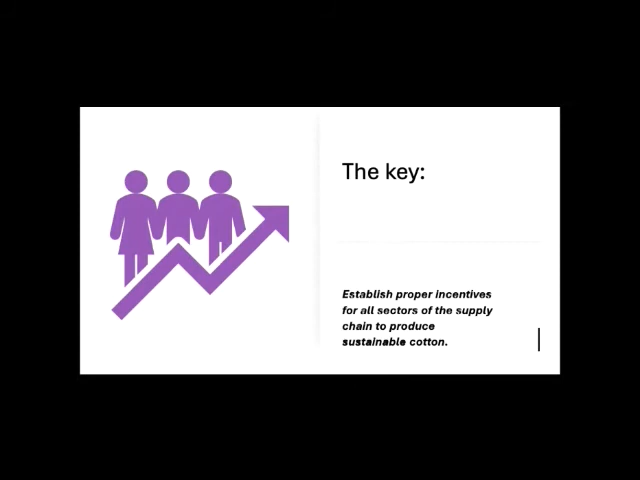 The key:
Establish proper incentives
for all sectors of the supply
chain to produce
sustainable cotton.